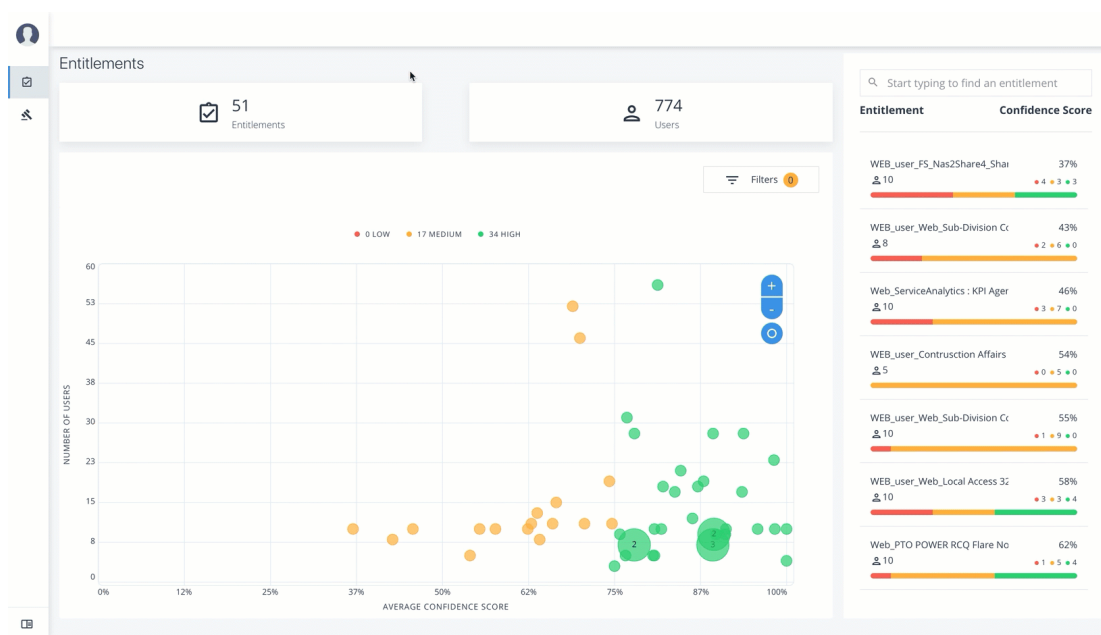 Entitlements
51
Entitlements
774
Users
Filters 0
0 LOW 17 MEDIUM 34 HIGH
60
53
45
38
30
23
15
8
0
NUMBER OF USERS
+
-
2
3
0% 12% 25% 37% 50% 62% 75% 87% 100%
AVERAGE CONFIDENCE SCORE
Start typing to find an entitlement
Entitlement Confidence Score
WEB_user_FS_Nas2Share4_Shar 37%
10 4 3 3
WEB_user_Web_Sub-Division Cc 43%
8 2 6 0
Web_ServiceAnalytics : KPI Agen 46%
10 3 7 0
WEB_user_Contrusction Affairs 54%
5 0 5 0
WEB_user_Web_Sub-Division Cc 55%
10 1 9 0
WEB_user_Web_Local Access 32 58%
10 3 3 4
Web_PTO POWER RCQ Flare No 62%
10 1 5 4